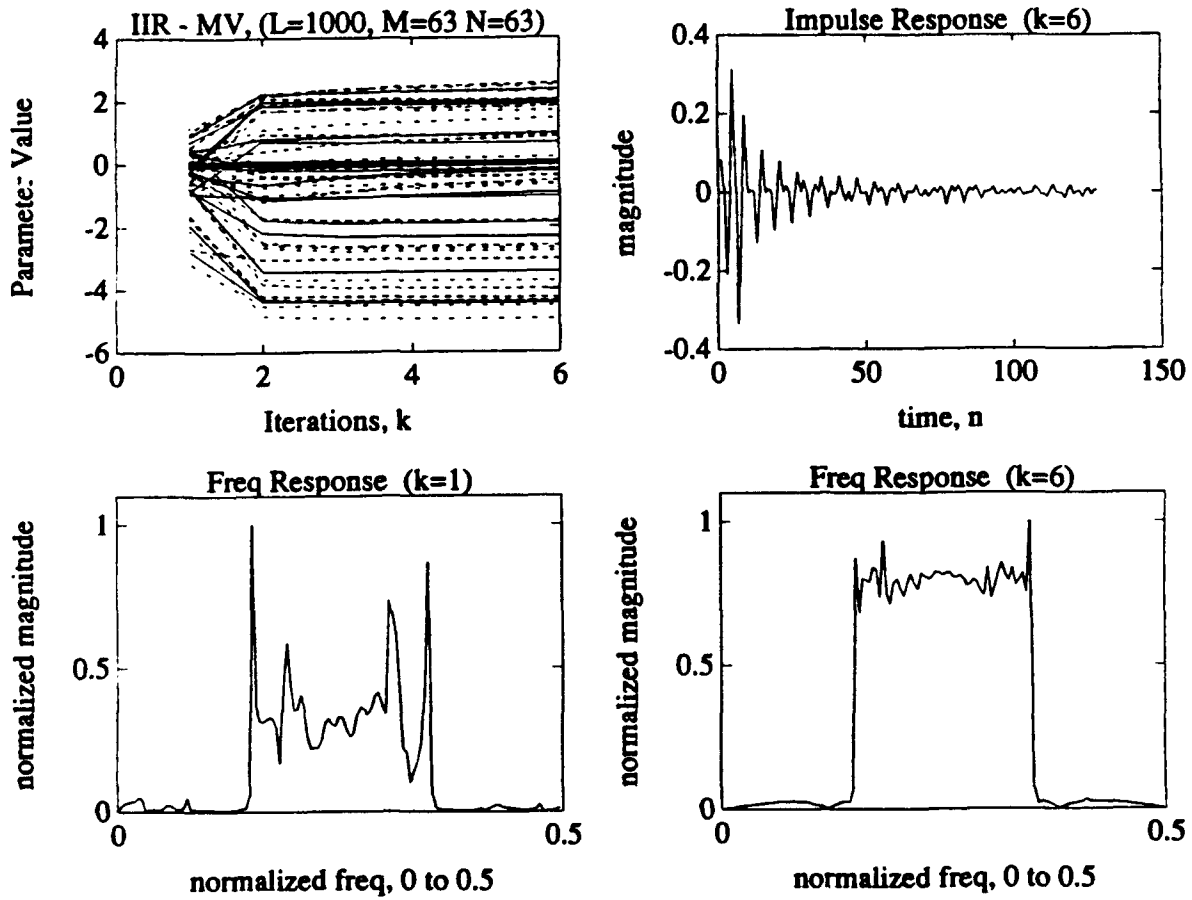 IIR - MV, (L=1000, M=63 N=63)
4
2
0
-2
-4
-6
Parameter Value
0
2
4
6
Iterations, k
Impulse Response (k=6)
0.4
0.2
0
-0.2
-0.4
magnitude
0
50
100
150
time, n
Freq Response (k=1)
1
0.5
0
normalized magnitude
0
0.5
normalized freq, 0 to 0.5
Freq Response (k=6)
1
0.5
0
normalized magnitude
0
0.5
normalized freq, 0 to 0.5